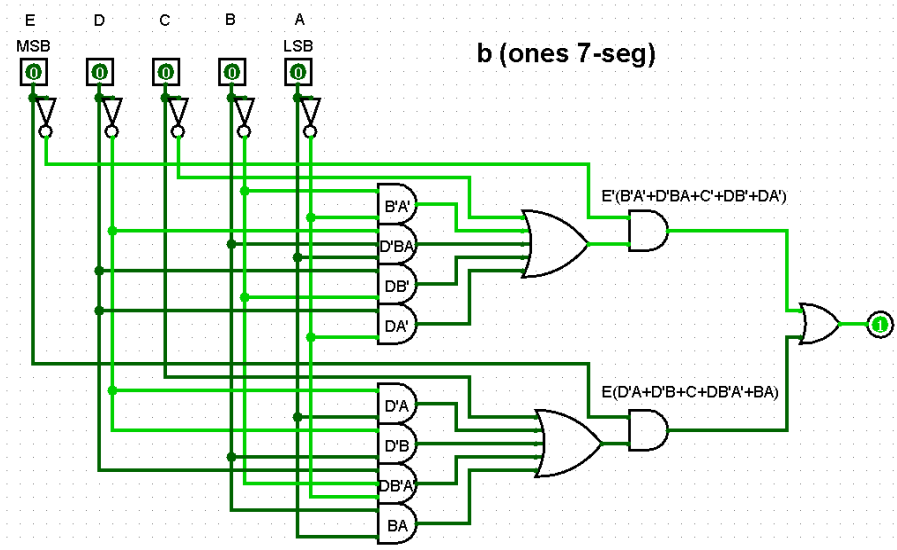 E D C B A
MSB LSB
b (ones 7-seg)
0 0 0 0 0
E'(B'A'+D'BA+C'+DB'+DA')
B'A'
D'BA
DB'
DA'
1
E(D'A+D'B+C+DB'A'+BA)
D'A
D'B
DB'A'
BA